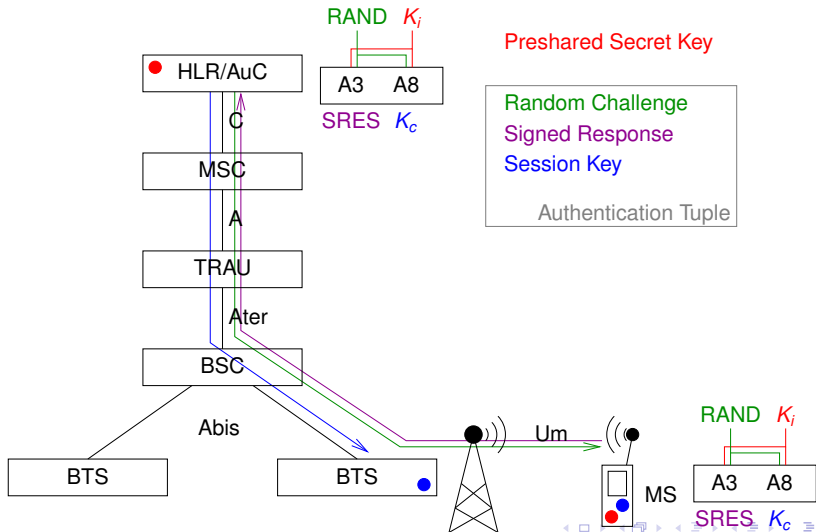 RAND Ki
HLR/AuC
A3 A8
Preshared Secret Key
SRES Kc
C
Random Challenge
Signed Response
Session Key
Authentication Tuple
MSC
A
TRAU
Ater
BSC
Abis
Um
RAND Ki
BTS
BTS
MS
A3 A8
SRES Kc